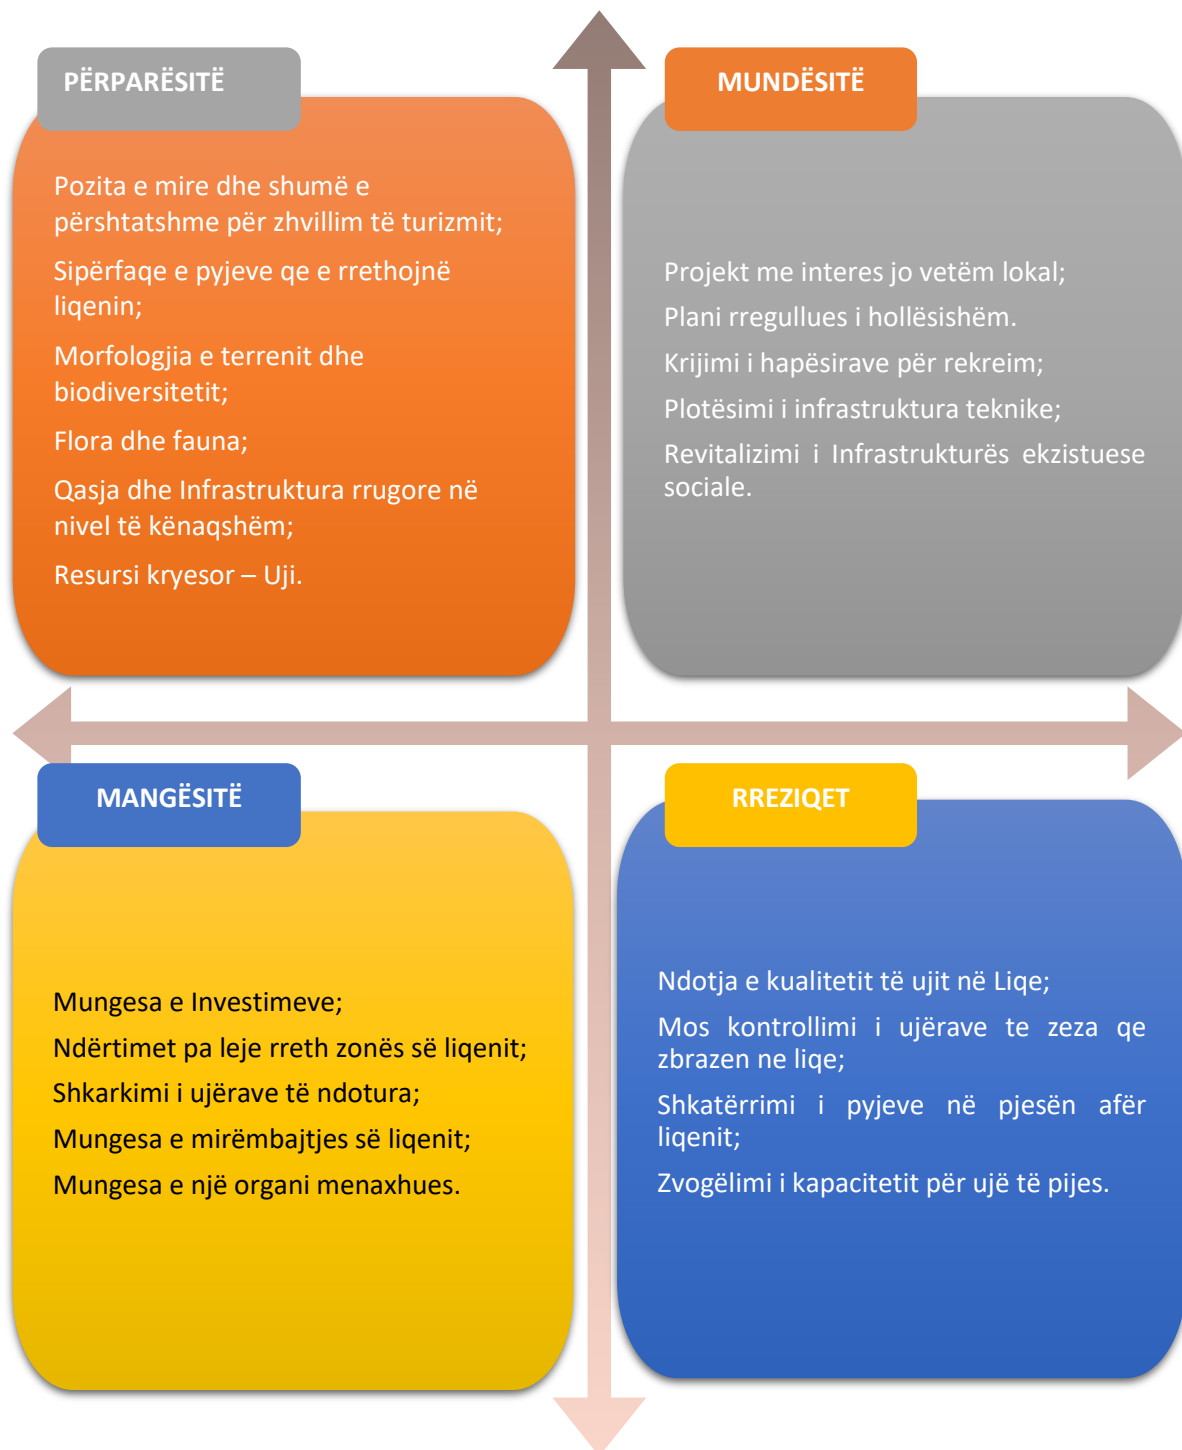 PËRPARËSITË
Pozita e mire dhe shumë e
përshtatshme për zhvillim të turizmit;
Sipërfaqe e pyjeve qe e rrethojnë
liqenin;
Morfologjia e terrenit dhe
biodiversitetit;
Flora dhe fauna;
Qasja dhe Infrastruktura rrugore në
nivel të kënaqshëm;
Resursi kryesor – Uji.
MUNDËSITË
Projekt me interes jo vetëm lokal;
Plani rregullues i hollësishëm.
Krijimi i hapësirave për rekreim;
Plotësimi i infrastruktura teknike;
Revitalizimi i Infrastrukturës ekzistuese
sociale.
MANGËSITË
Mungesa e Investimeve;
Ndërtimet pa leje rreth zonës së liqenit;
Shkarkimi i ujërave të ndotura;
Mungesa e mirëmbajtjes së liqenit;
Mungesa e një organi menaxhues.
RREZIQET
Ndotja e kualitetit të ujit në Liqe;
Mos kontrollimi i ujërave te zeza qe
zbrazen ne liqe;
Shkatërrimi i pyjeve në pjesën afër
liqenit;
Zvogëlimi i kapacitetit për ujë të pijes.